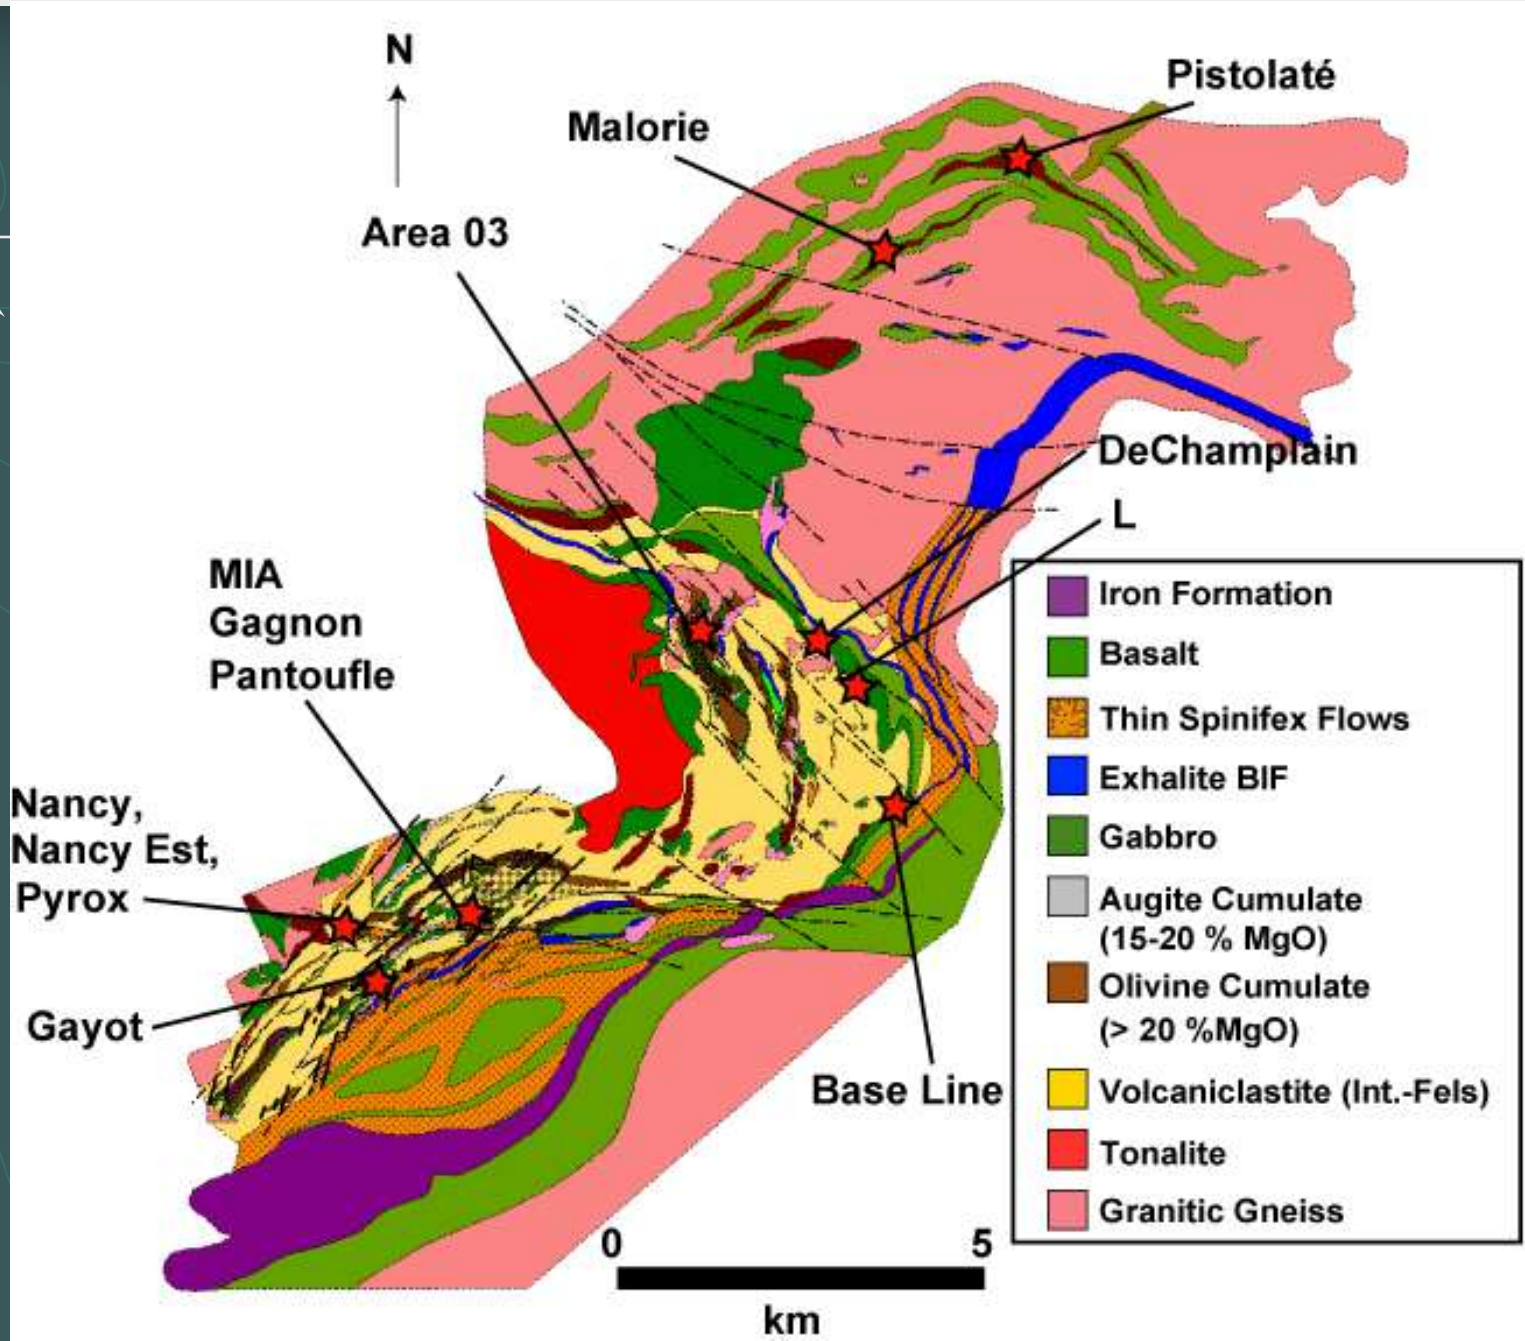 N
Pistolaté
Malorie
Area 03
DeChamplain
L
MIA
Gagnon
Pantoufle
Nancy,
Nancy Est,
Pyrox
Gayot
Base Line
Iron Formation
Basalt
Thin Spinifex Flows
Exhalite BIF
Gabbro
Augite Cumulate
(15-20 % MgO)
Olivine Cumulate
(> 20 %MgO)
Volcaniclastite (Int.-Fels)
Tonalite
Granitic Gneiss
0 5
km